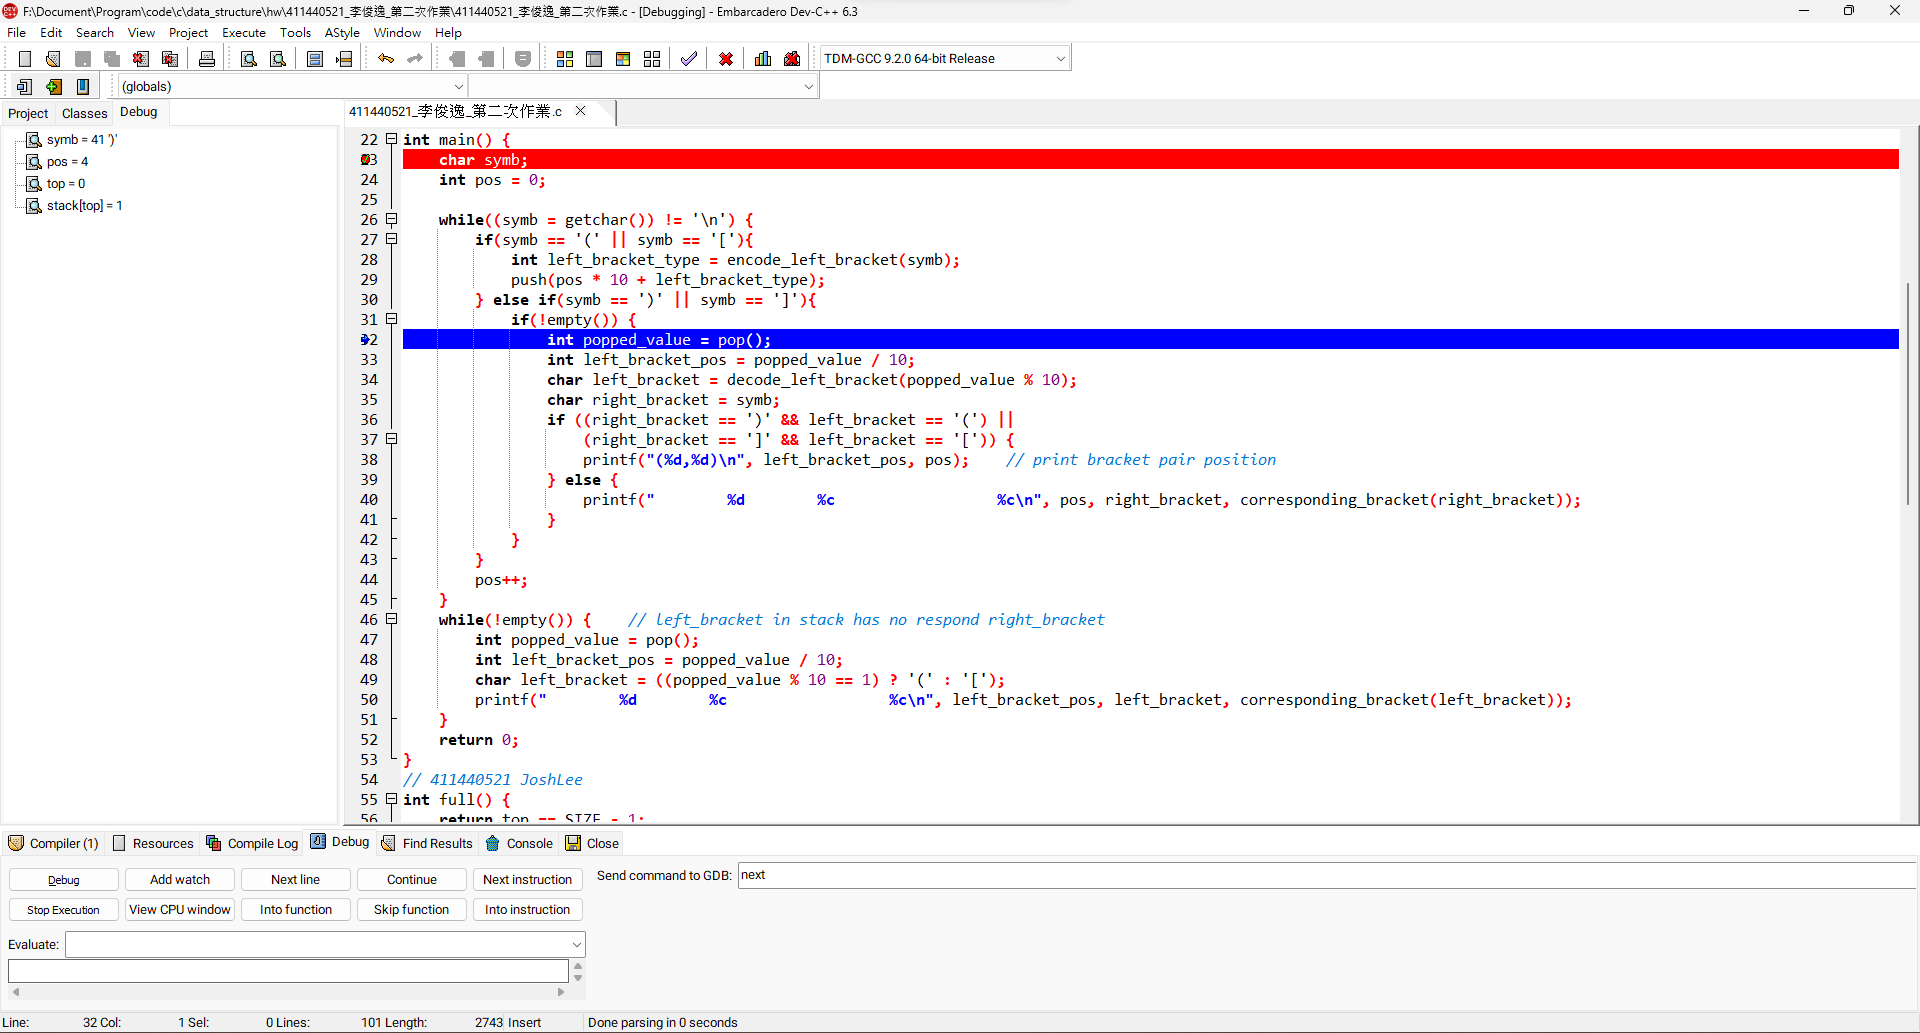 F:\Document\Program\code\c\data_structure\hw\411440521_李俊逸_第二次作業\411440521_李俊逸_第二次作業.c - [Debugging] - Embarcadero Dev-C++ 6.3
File Edit Search View Project Execute Tools AStyle Window Help
TDM-GCC 9.2.0 64-bit Release
(globals)
Project Classes Debug
symb = 41 ')'
pos = 4
top = 0
stack[top] = 1
411440521_李俊逸_第二次作業.c
22 int main() {
23     char symb;
24     int pos = 0;
25
26     while((symb = getchar()) != '\n') {
27         if(symb == '(' || symb == '['){
28             int left_bracket_type = encode_left_bracket(symb);
29             push(pos * 10 + left_bracket_type);
30         } else if(symb == ')' || symb == ']'){
31             if(!empty()) {
32                 int popped_value = pop();
33                 int left_bracket_pos = popped_value / 10;
34                 char left_bracket = decode_left_bracket(popped_value % 10);
35                 char right_bracket = symb;
36                 if ((right_bracket == ')' && left_bracket == '(') ||
37                     (right_bracket == ']' && left_bracket == '[')) {
38                     printf("(%d,%d)\n", left_bracket_pos, pos);    // print bracket pair position
39                 } else {
40                     printf("        %d        %c                  %c\n", pos, right_bracket, corresponding_bracket(right_bracket));
41                 }
42             }
43         }
44         pos++;
45     }
46     while(!empty()) {    // left_bracket in stack has no respond right_bracket
47         int popped_value = pop();
48         int left_bracket_pos = popped_value / 10;
49         char left_bracket = ((popped_value % 10 == 1) ? '(' : '[');
50         printf("        %d        %c                  %c\n", left_bracket_pos, left_bracket, corresponding_bracket(left_bracket));
51     }
52     return 0;
53 }
54 // 411440521 JoshLee
55 int full() {
56     return top == SIZE - 1;
Compiler (1) Resources Compile Log Debug Find Results Console Close
Debug Add watch Next line Continue Next instruction Send command to GDB: next
Stop Execution View CPU window Into function Skip function Into instruction
Evaluate:
Line: 32 Col: 1 Sel: 0 Lines: 101 Length: 2743 Insert Done parsing in 0 seconds